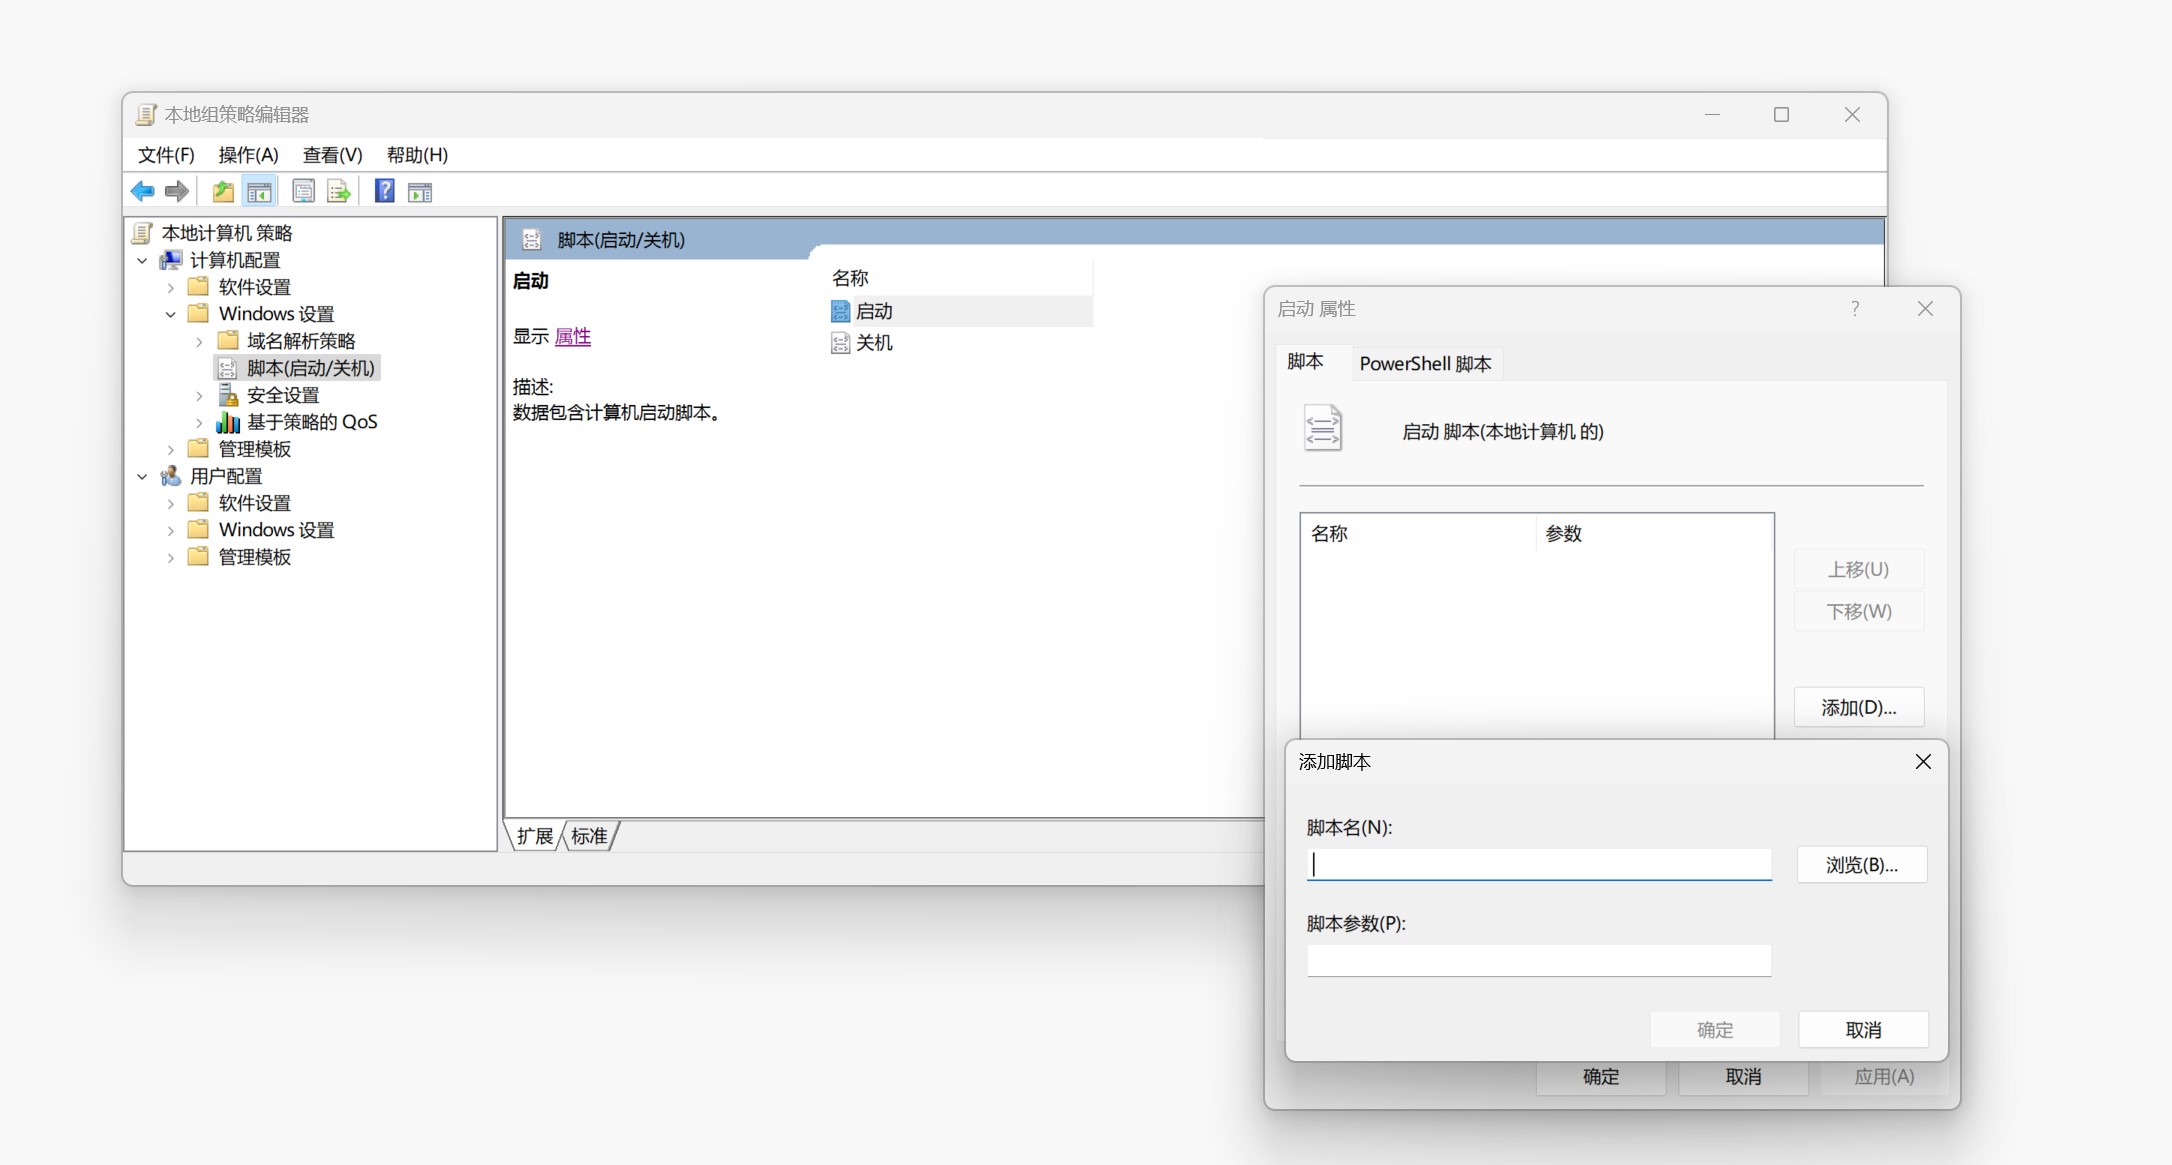 本地组策略编辑器
文件(F) 操作(A) 查看(V) 帮助(H)
本地计算机 策略
计算机配置
软件设置
Windows 设置
域名解析策略
脚本(启动/关机)
安全设置
基于策略的 QoS
管理模板
用户配置
软件设置
Windows 设置
管理模板
脚本(启动/关机)
启动
显示 属性
描述:
数据包含计算机启动脚本。
名称
启动
关机
扩展 标准
启动 属性
?
脚本 PowerShell 脚本
启动 脚本(本地计算机 的)
名称 参数
上移(U)
下移(W)
添加(D)...
添加脚本
脚本名(N):
浏览(B)...
脚本参数(P):
确定 取消
确定 取消 应用(A)